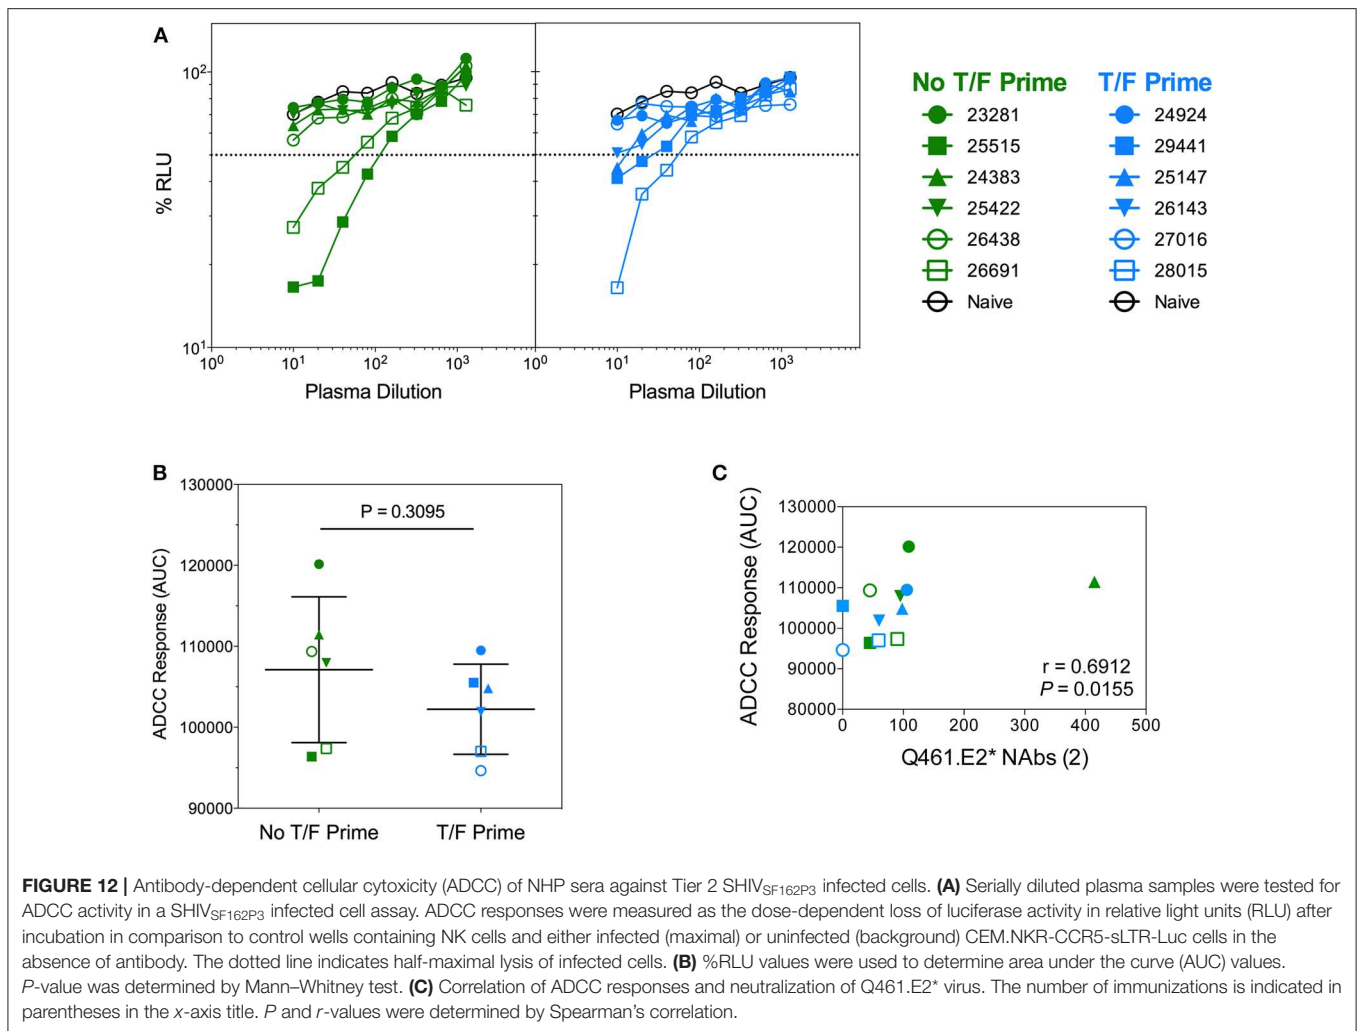 A
No T/F Prime
T/F Prime
10²
10¹
% RLU
23281
25515
24383
25422
26438
26691
Naive
24924
29441
25147
26143
27016
28015
Naive
10⁰ 10¹ 10² 10³ 10⁰ 10¹ 10² 10³
Plasma Dilution
Plasma Dilution
B
130000
120000
110000
100000
90000
ADCC Response (AUC)
P = 0.3095
No T/F Prime
T/F Prime
C
130000
120000
110000
100000
90000
80000
ADCC Response (AUC)
r = 0.6912
P = 0.0155
0 100 200 300 400 500
Q461.E2* NAbs (2)
FIGURE 12 | Antibody-dependent cellular cytoxicity (ADCC) of NHP sera against Tier 2 SHIVSF162P3 infected cells. (A) Serially diluted plasma samples were tested for
ADCC activity in a SHIVSF162P3 infected cell assay. ADCC responses were measured as the dose-dependent loss of luciferase activity in relative light units (RLU) after
incubation in comparison to control wells containing NK cells and either infected (maximal) or uninfected (background) CEM.NKR-CCR5-sLTR-Luc cells in the
absence of antibody. The dotted line indicates half-maximal lysis of infected cells. (B) %RLU values were used to determine area under the curve (AUC) values.
P-value was determined by Mann–Whitney test. (C) Correlation of ADCC responses and neutralization of Q461.E2* virus. The number of immunizations is indicated in
parentheses in the x-axis title. P and r-values were determined by Spearman's correlation.